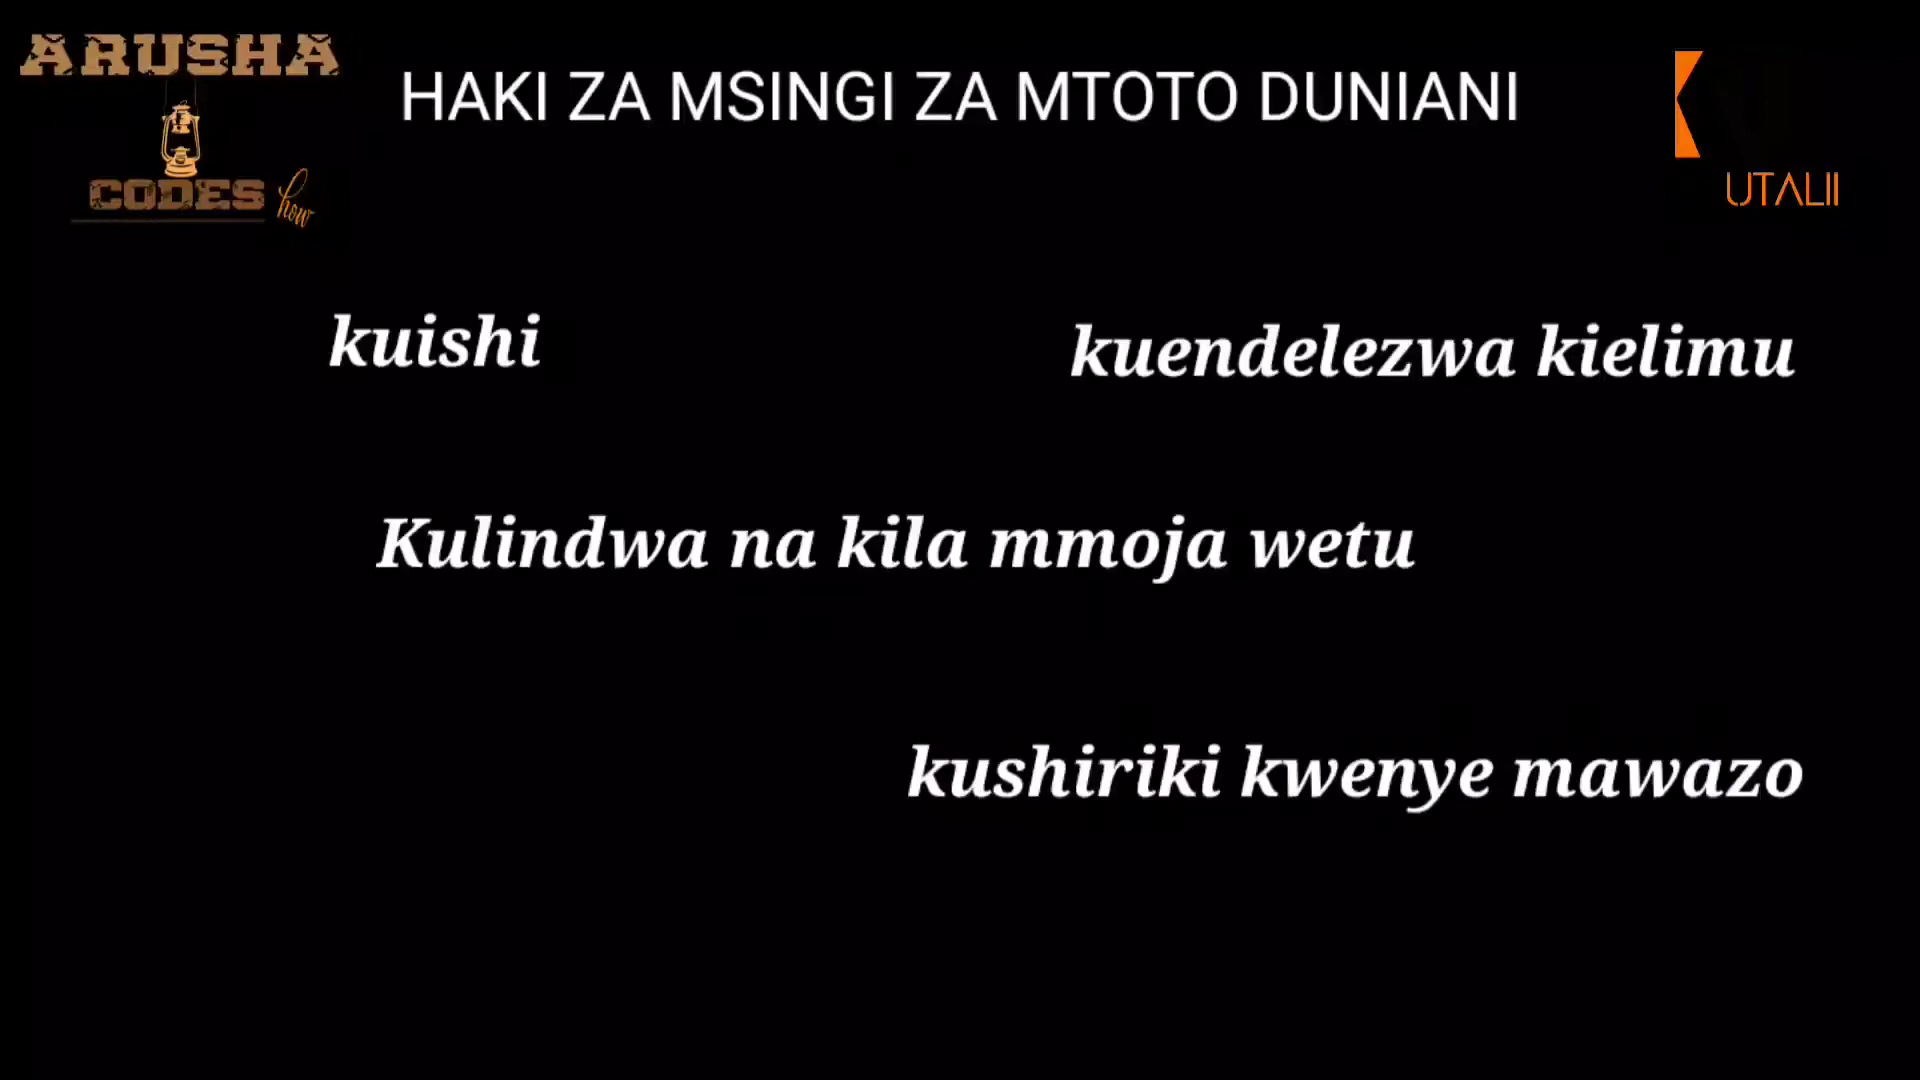 ARUSHA
CODES how
HAKI ZA MSINGI ZA MTOTO DUNIANI
UTALII
kuishi
kuendelezwa kielimu
Kulindwa na kila mmoja wetu
kushiriki kwenye mawazo